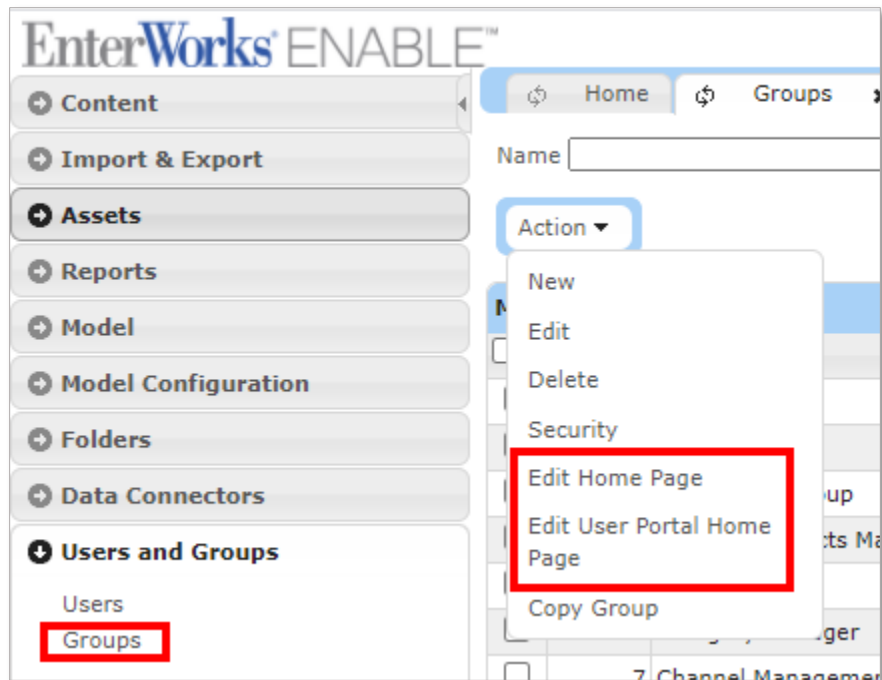 EnterWorks® ENABLE™
Content
Import & Export
Assets
Reports
Model
Model Configuration
Folders
Data Connectors
Users and Groups
Users
Groups
Home
Groups
Name
Action
New
Edit
Delete
Security
Edit Home Page
Edit User Portal Home
Page
Copy Group
7